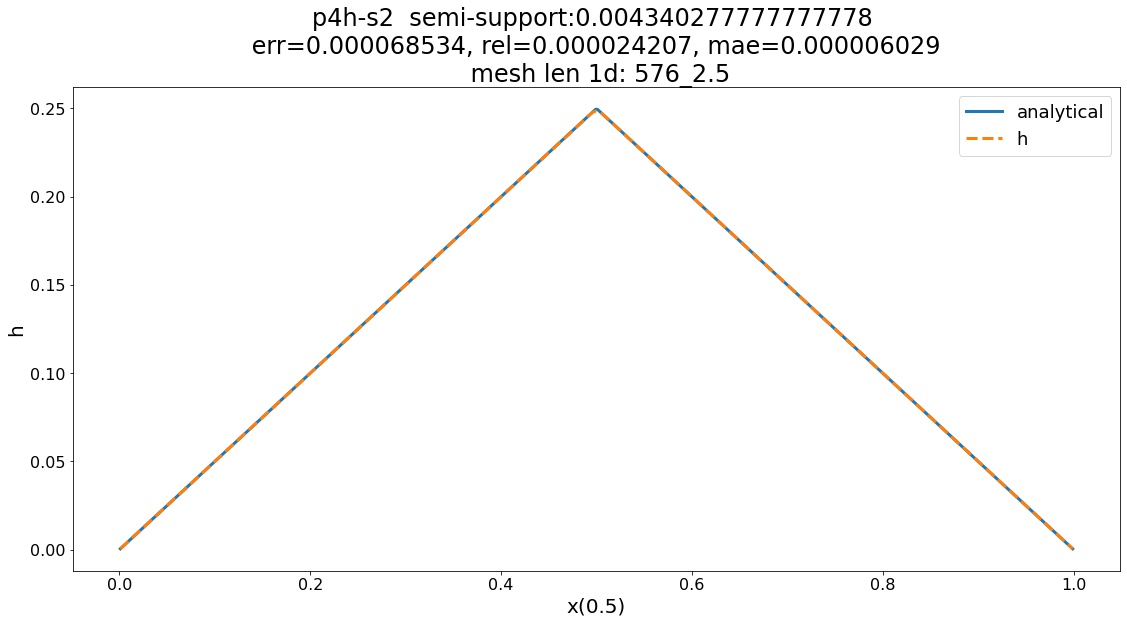 p4h-s2  semi-support:0.004340277777777778
err=0.000068534, rel=0.000024207, mae=0.000006029
mesh len 1d: 576_2.5
analytical
h
0.25
0.20
0.15
0.10
0.05
0.00
h
0.0
0.2
0.4
0.6
0.8
1.0
x(0.5)